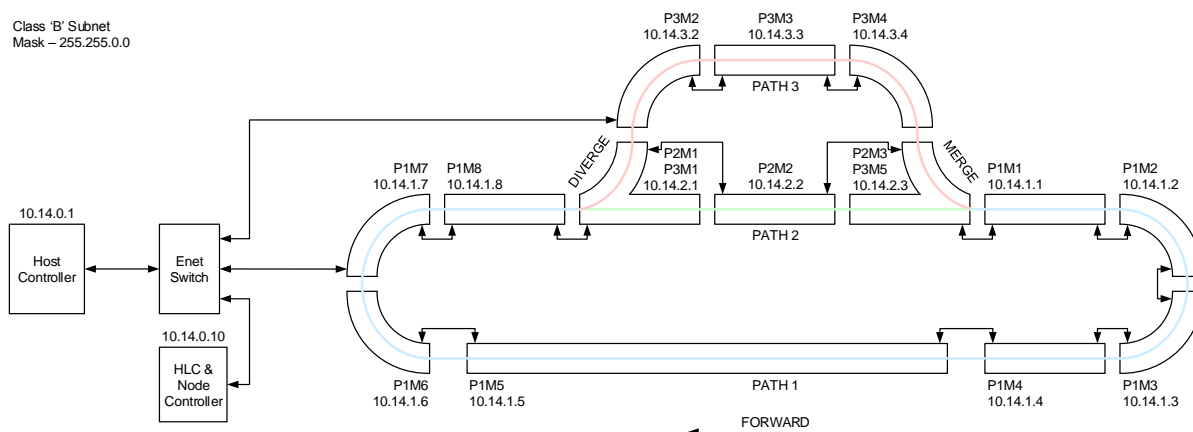 Class ‘B’ Subnet
Mask – 255.255.0.0
P3M2
10.14.3.2
P3M3
10.14.3.3
P3M4
10.14.3.4
PATH 3
DIVERGE
MERGE
P2M1
P3M1
10.14.2.1
P2M2
10.14.2.2
P2M3
P3M5
10.14.2.3
P1M7
10.14.1.7
P1M8
10.14.1.8
P1M1
10.14.1.1
P1M2
10.14.1.2
PATH 2
10.14.0.1
Host
Controller
Enet
Switch
10.14.0.10
HLC &
Node
Controller
P1M6
10.14.1.6
P1M5
10.14.1.5
PATH 1
P1M4
10.14.1.4
P1M3
10.14.1.3
FORWARD